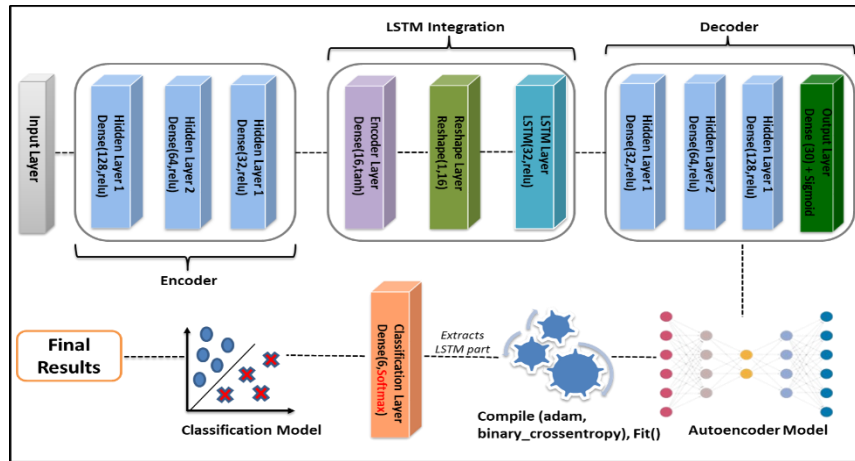 LSTM Integration
Decoder
Input Layer
Hidden Layer 1
Dense(128,relu)
Hidden Layer 2
Dense(64,relu)
Hidden Layer 1
Dense(32,relu)
Encoder Layer
Dense(16,tanh)
Reshape Layer
Reshape(1,16)
LSTM Layer
LSTM(32,relu)
Hidden Layer 1
Dense(32,relu)
Hidden Layer 2
Dense(64,relu)
Hidden Layer 1
Dense(128,relu)
Output Layer
Dense (30) + Sigmoid
Encoder
Final
Results
Classification Model
Classification Layer
Dense(6,Softmax)
Extracts
LSTM part
Compile (adam,
binary_crossentropy), Fit()
Autoencoder Model